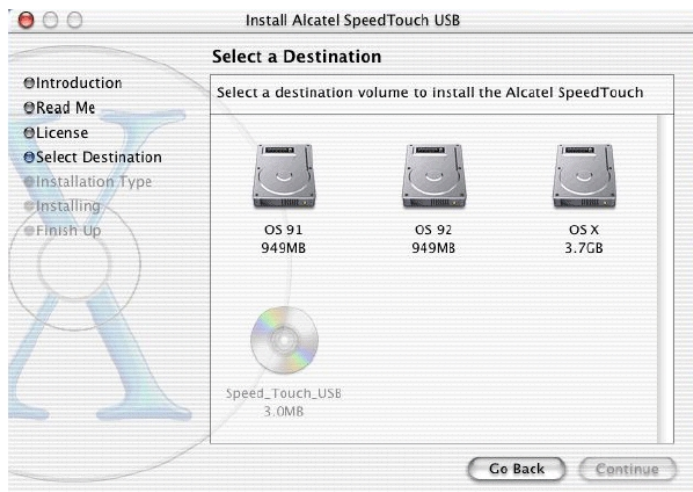 Install Alcatel SpeedTouch USB
Select a Destination
Introduction
Read Me
License
Select Destination
Installation Type
Installing
Finish Up
Select a destination volume to install the Alcatel SpeedTouch
OS 91
949MB
OS 92
949MB
OS X
3.7GB
Speed_Touch_USB
3.0MB
Go Back
Continue